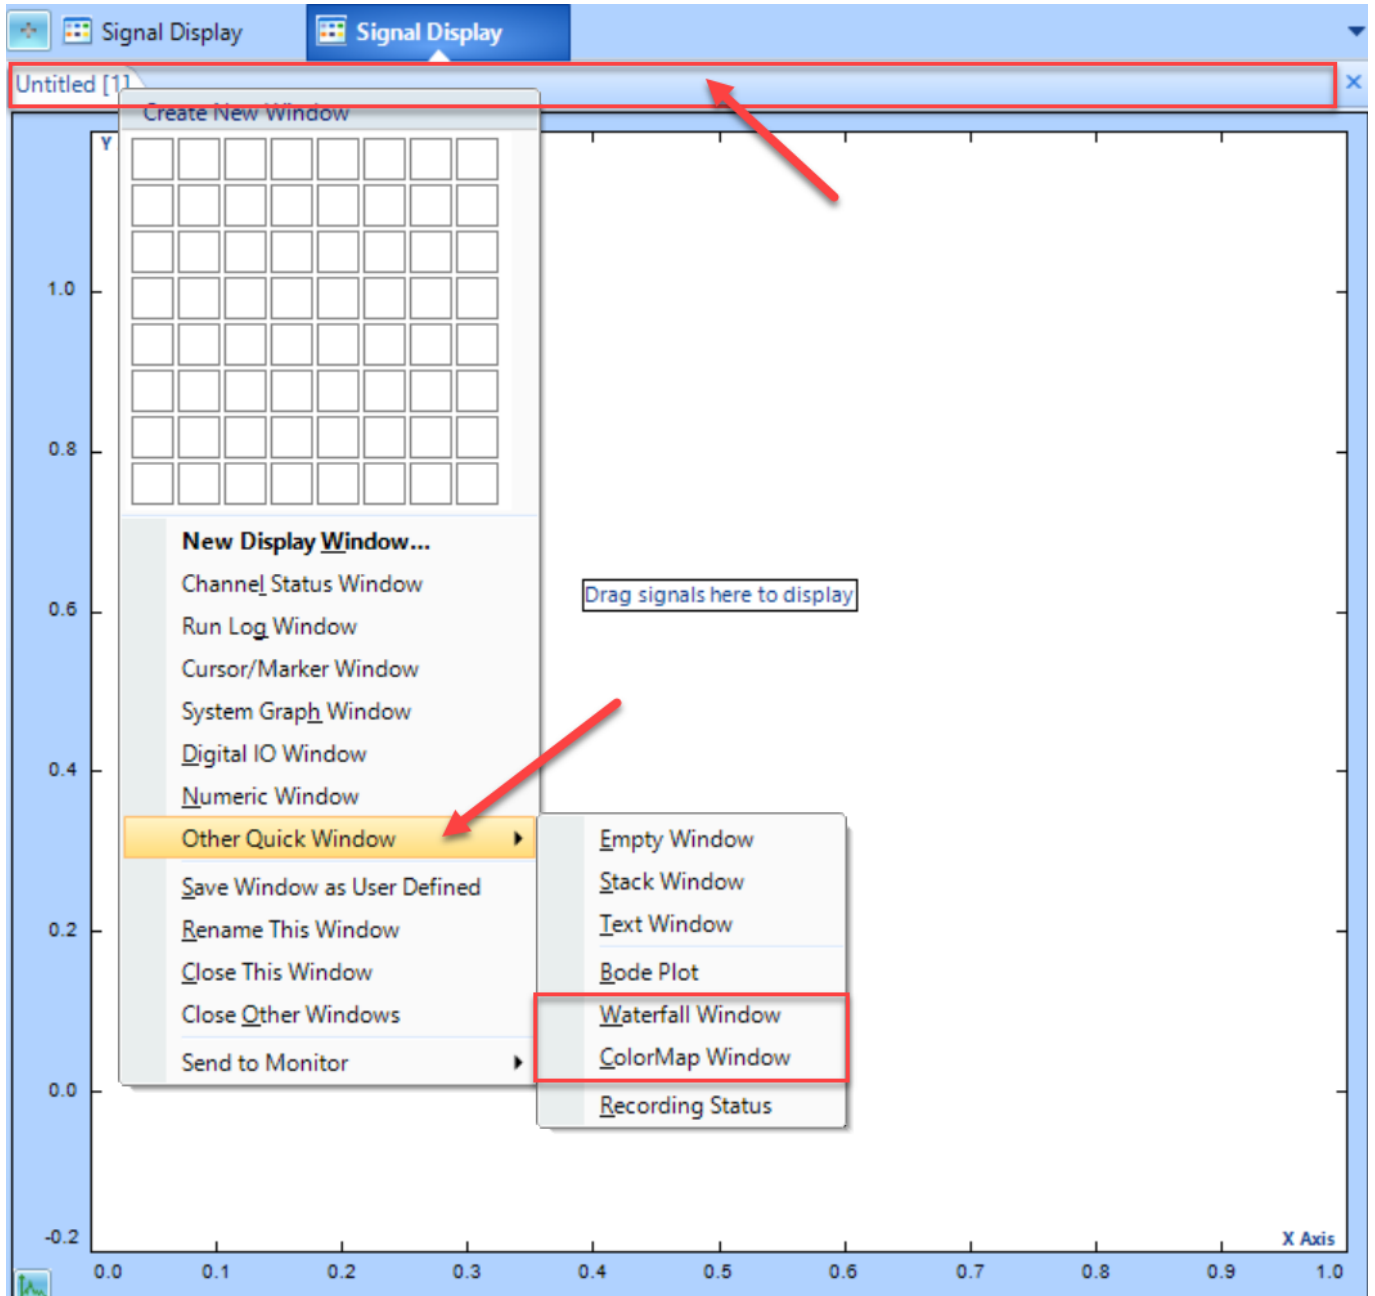 Signal Display
Signal Display
Untitled [1]
Create New Window
Y
1.0
0.8
0.6
0.4
0.2
0.0
-0.2
New Display Window...
Channel Status Window
Run Log Window
Cursor/Marker Window
System Graph Window
Digital IO Window
Numeric Window
Other Quick Window
Save Window as User Defined
Rename This Window
Close This Window
Close Other Windows
Send to Monitor
Drag signals here to display
Empty Window
Stack Window
Text Window
Bode Plot
Waterfall Window
ColorMap Window
Recording Status
X Axis
0.0 0.1 0.2 0.3 0.4 0.5 0.6 0.7 0.8 0.9 1.0